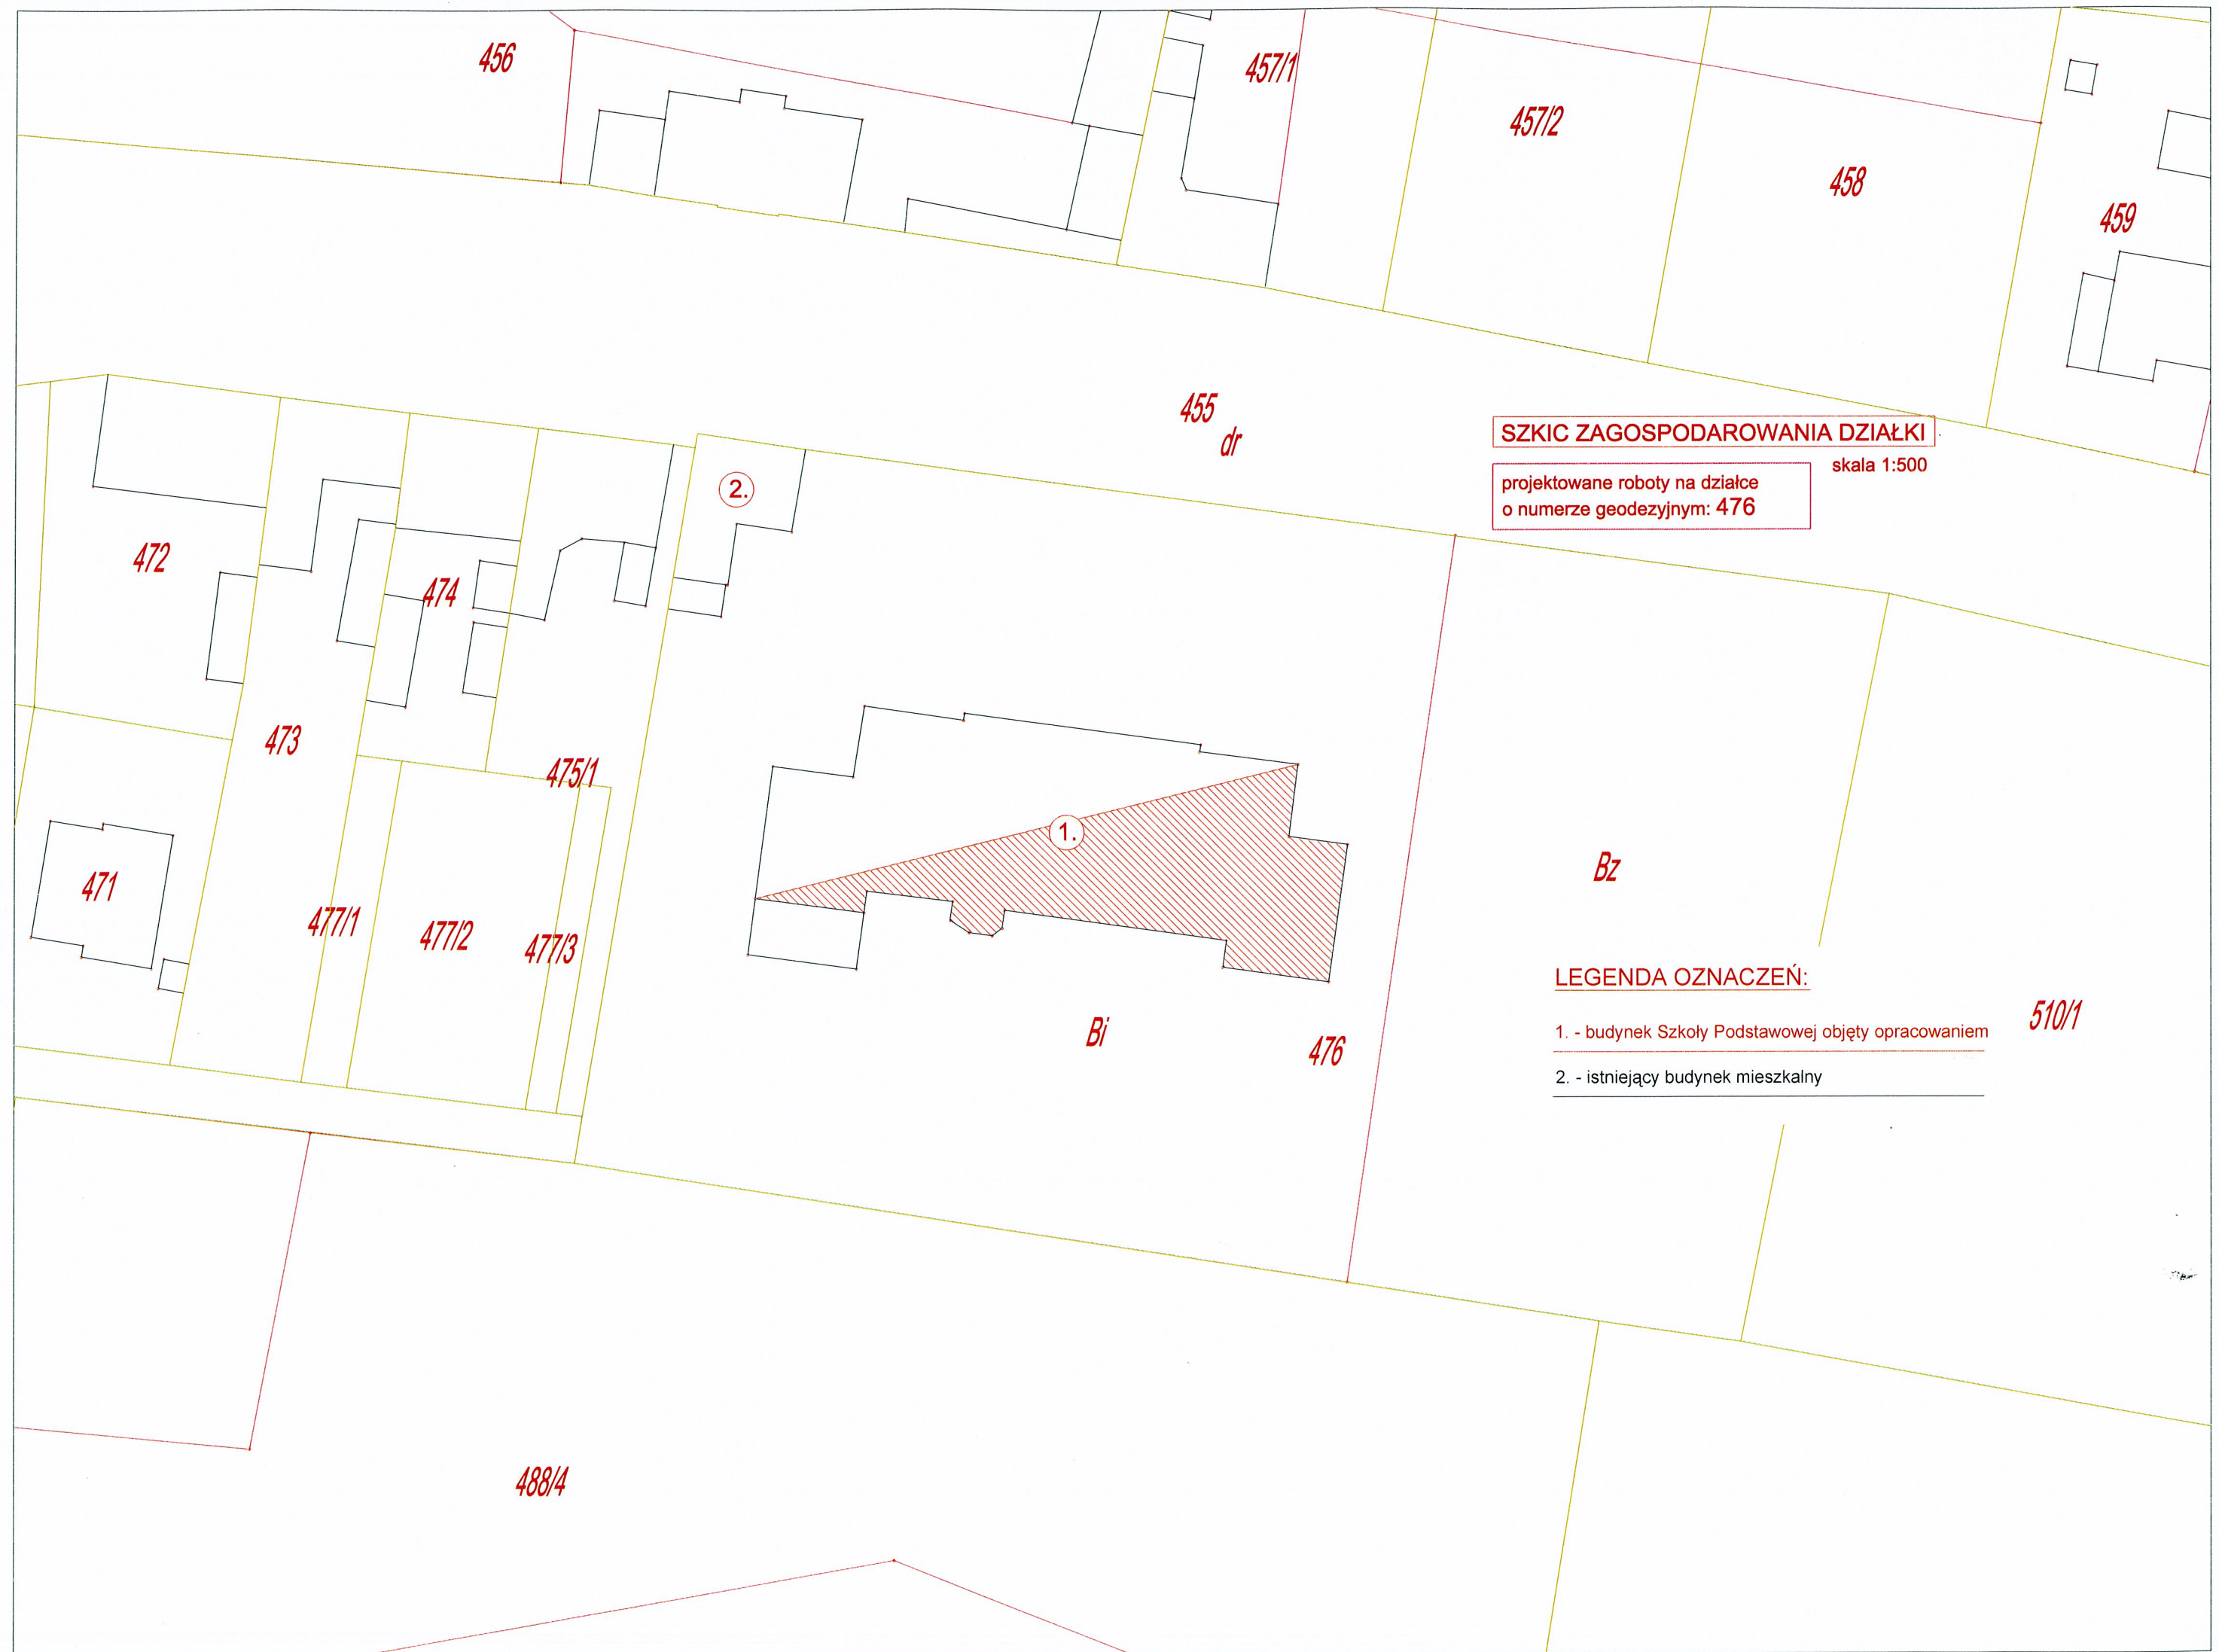 456
457/1
457/2
458
459
455
dr
SZKIC ZAGOSPODAROWANIA DZIAŁKI
skala 1:500
projektowane roboty na działce
o numerze geodezyjnym: 476
2.
472
474
473
475/1
1.
471
477/1
477/2
477/3
Bz
Bi
476
LEGENDA OZNACZEŃ:
1. - budynek Szkoły Podstawowej objęty opracowaniem
2. - istniejący budynek mieszkalny
510/1
488/4